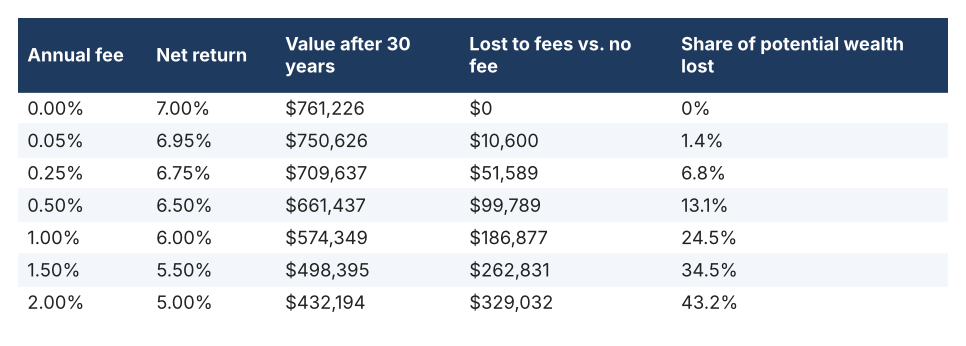 Annual fee Net return Value after 30 years Lost to fees vs. no fee Share of potential wealth lost
0.00% 7.00% $761,226 $0 0%
0.05% 6.95% $750,626 $10,600 1.4%
0.25% 6.75% $709,637 $51,589 6.8%
0.50% 6.50% $661,437 $99,789 13.1%
1.00% 6.00% $574,349 $186,877 24.5%
1.50% 5.50% $498,395 $262,831 34.5%
2.00% 5.00% $432,194 $329,032 43.2%